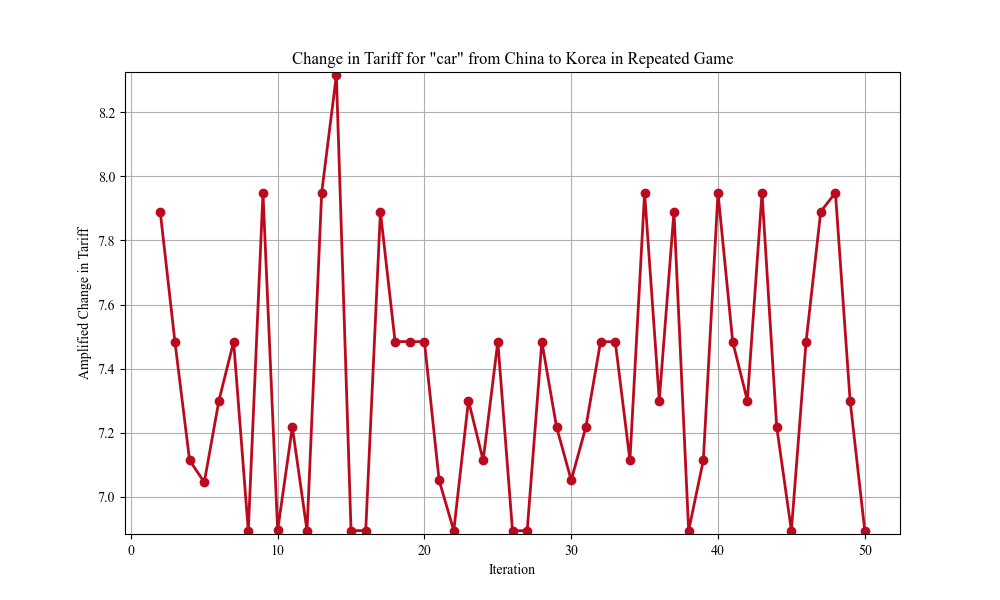 Change in Tariff for "car" from China to Korea in Repeated Game
Amplified Change in Tariff
8.2
8.0
7.8
7.6
7.4
7.2
7.0
0 10 20 30 40 50
Iteration